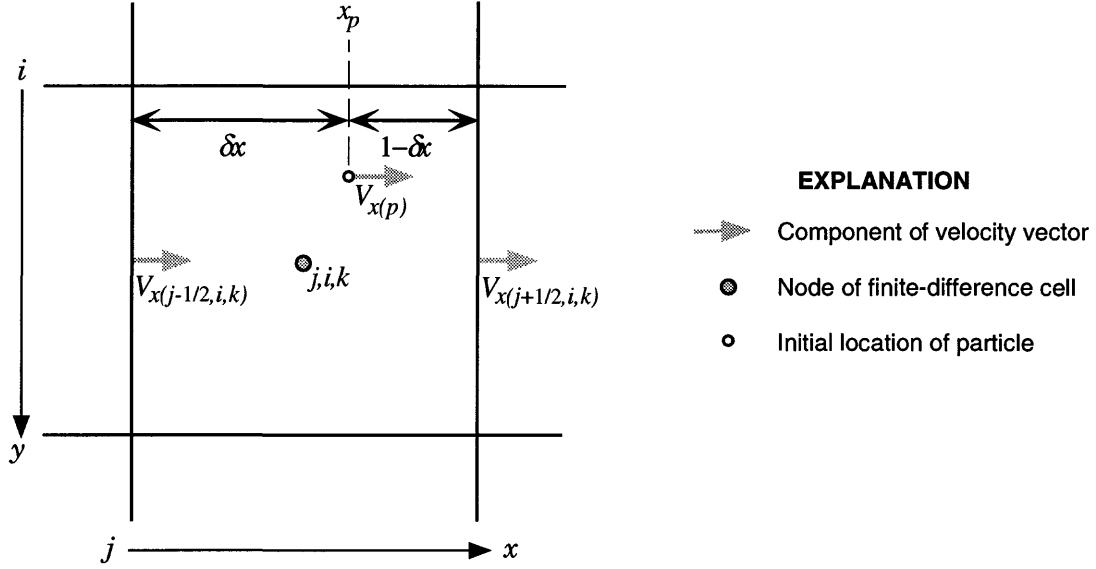 x_p
i
δx
1−δx
V_x(p)
EXPLANATION
Component of velocity vector
V_x(j-1/2,i,k)
j,i,k
V_x(j+1/2,i,k)
Node of finite-difference cell
Initial location of particle
y
j
x